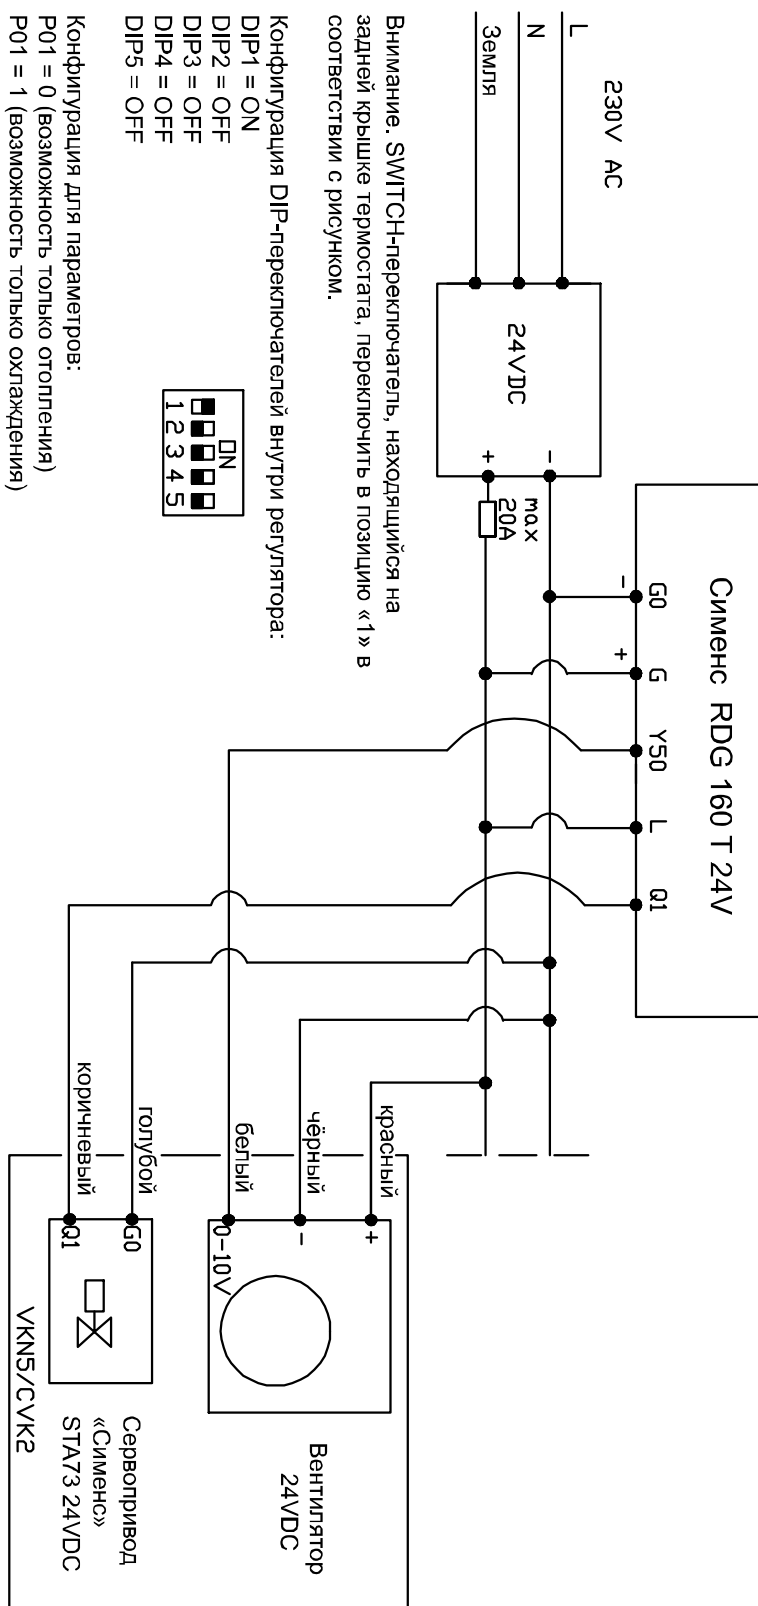 Сименс RDG 160 T 24V
G0
G
Y50
L
Q1
-
+
230V AC
L
N
Земля
24VDC
-
+
max
20A
Внимание. SWITCH-переключатель, находящийся на
задней крышке термостата, переключить в позицию «1» в
соответствии с рисунком.
Конфигурация DIP-переключателей внутри регулятора:
DIP1 = ON
DIP2 = OFF
DIP3 = OFF
DIP4 = OFF
DIP5 = OFF
ON
1 2 3 4 5
Конфигурация для параметров:
P01 = 0 (возможность только отопления)
P01 = 1 (возможность только охлаждения)
красный
чёрный
белый
голубой
коричневый
+
-
0-10V
G0
Q1
Вентилятор
24VDC
Сервопривод
«Сименс»
STA73 24VDC
VKN5/CVK2